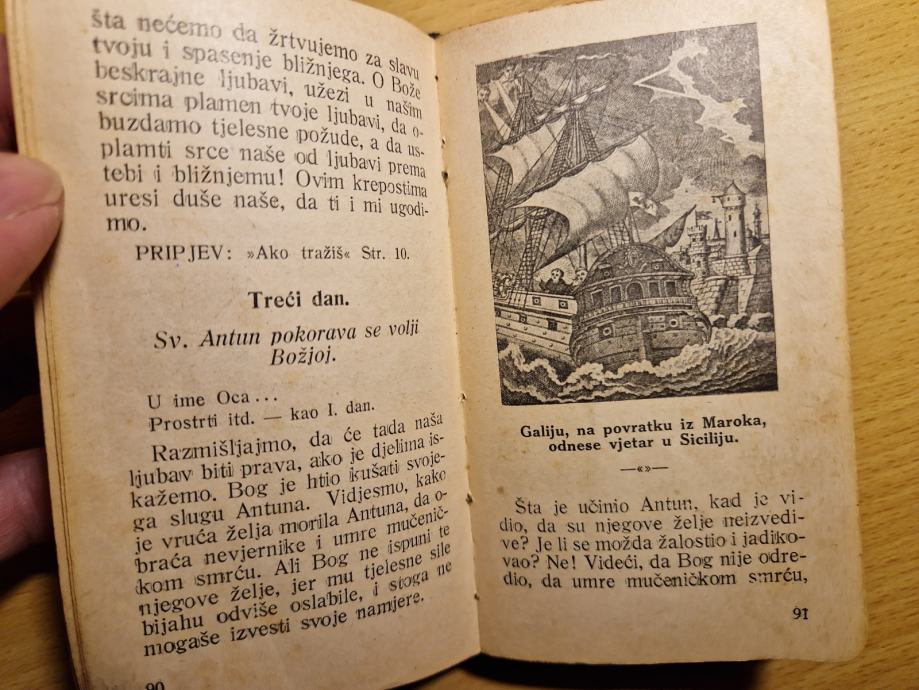 šta nećemo da žrtvujemo za slavu
tvoju i spasenje bližnjega. O Bože
beskrajne ljubavi, užezi u našim
srcima plamen tvoje ljubavi, da o-
buzdamo tjelesne požude, a da us-
plamti srce naše od ljubavi prema
tebi i bližnjemu! Ovim krepostima
uresi duše naše, da ti i mi ugodi-
mo.
PRIPJEV: »Ako tražiš« Str. 10.
Treći dan.
Sv. Antun pokorava se volji
Božjoj.
U ime Oca ...
Prostrti itd. — kao I. dan.
Razmišljajmo, da će tada naša
ljubav biti prava, ako je djelima is-
kažemo. Bog je htio kušati svoje-
ga slugu Antuna. Vidjesmo, kako
je vruća želja morila Antuna, da o-
braća nevjernike i umre mučenič-
kom smrću. Ali Bog ne ispuni te
njegove želje, jer mu tjelesne sile
bijahu odviše oslabile, i stoga ne
mogaše izvesti svoje namjere.
90
Galiju, na povratku iz Maroka,
odnese vjetar u Siciliju.
—«»—
Šta je učinio Antun, kad je vi-
dio, da su njegove želje neizvedi-
ve? Je li se možda žalostio i jadiko-
vao? Ne! Videći, da Bog nije odre-
dio, da umre mučeničkom smrću,
91